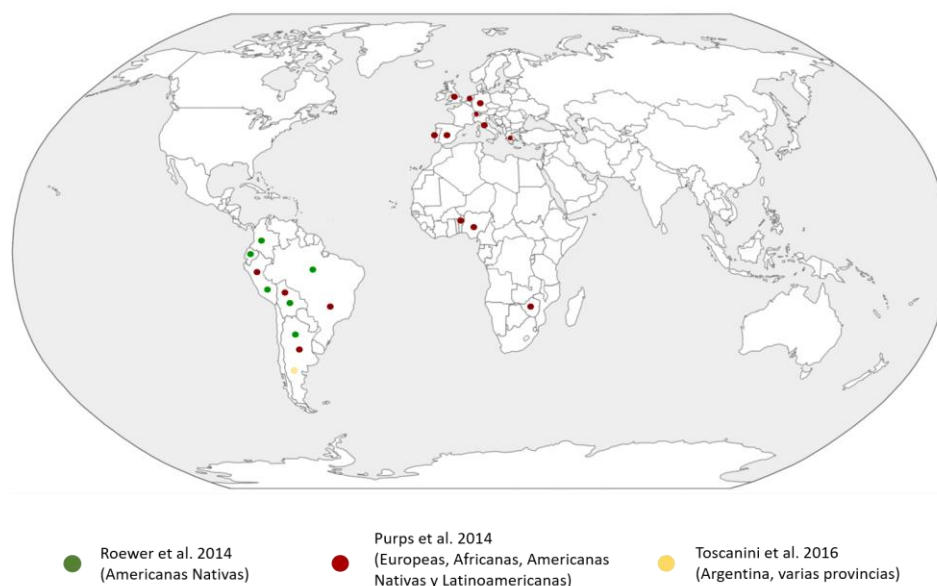 Roewer et al. 2014
(Americanas Nativas)
Purps et al. 2014
(Europeas, Africanas, Americanas
Nativas y Latinoamericanas)
Toscanini et al. 2016
(Argentina, varias provincias)